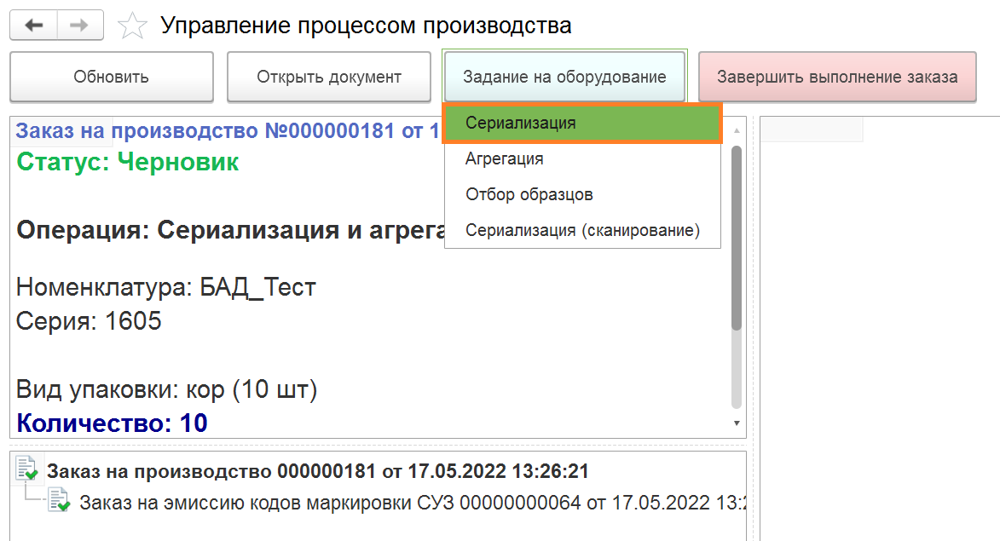 Управление процессом производства
Обновить
Открыть документ
Задание на оборудование
Завершить выполнение заказа
Сериализация
Агрегация
Отбор образцов
Сериализация (сканирование)
Заказ на производство №000000181 от 1
Статус: Черновик
Операция: Сериализация и агрега
Номенклатура: БАД_Тест
Серия: 1605
Вид упаковки: кор (10 шт)
Количество: 10
Заказ на производство 000000181 от 17.05.2022 13:26:21
Заказ на эмиссию кодов маркировки СУЗ 00000000064 от 17.05.2022 13:2